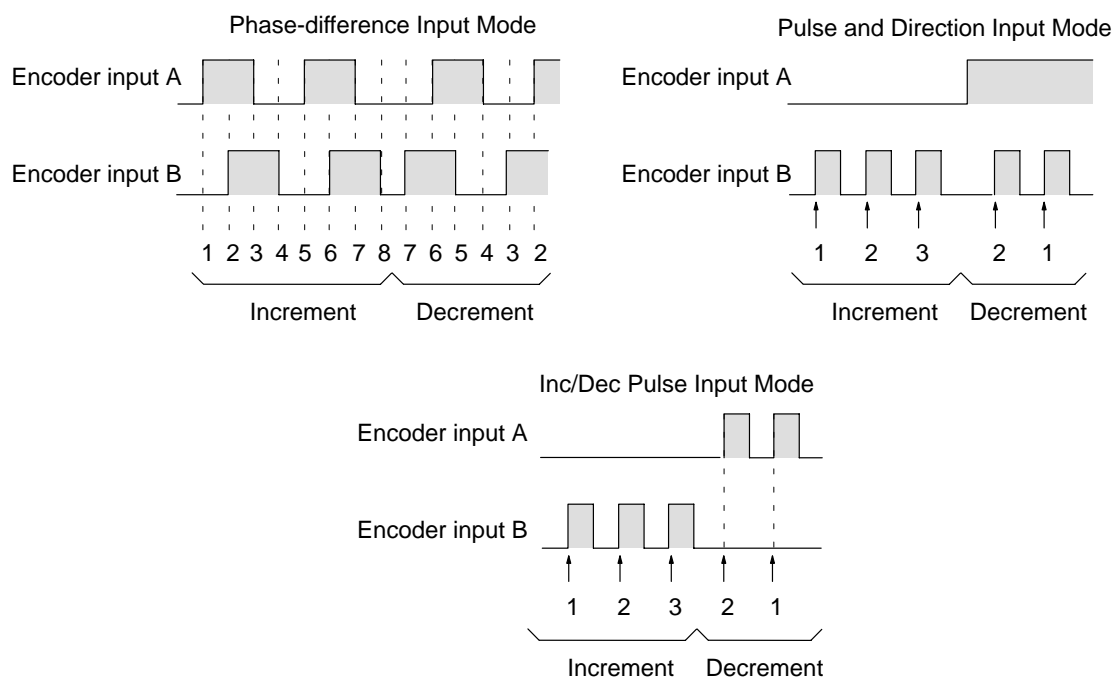 Phase-difference Input Mode
Encoder input A
Encoder input B
1 2 3 4 5 6 7 8 7 6 5 4 3 2
Increment Decrement
Pulse and Direction Input Mode
Encoder input A
Encoder input B
1 2 3 2 1
Increment Decrement
Inc/Dec Pulse Input Mode
Encoder input A
Encoder input B
1 2 3 2 1
Increment Decrement